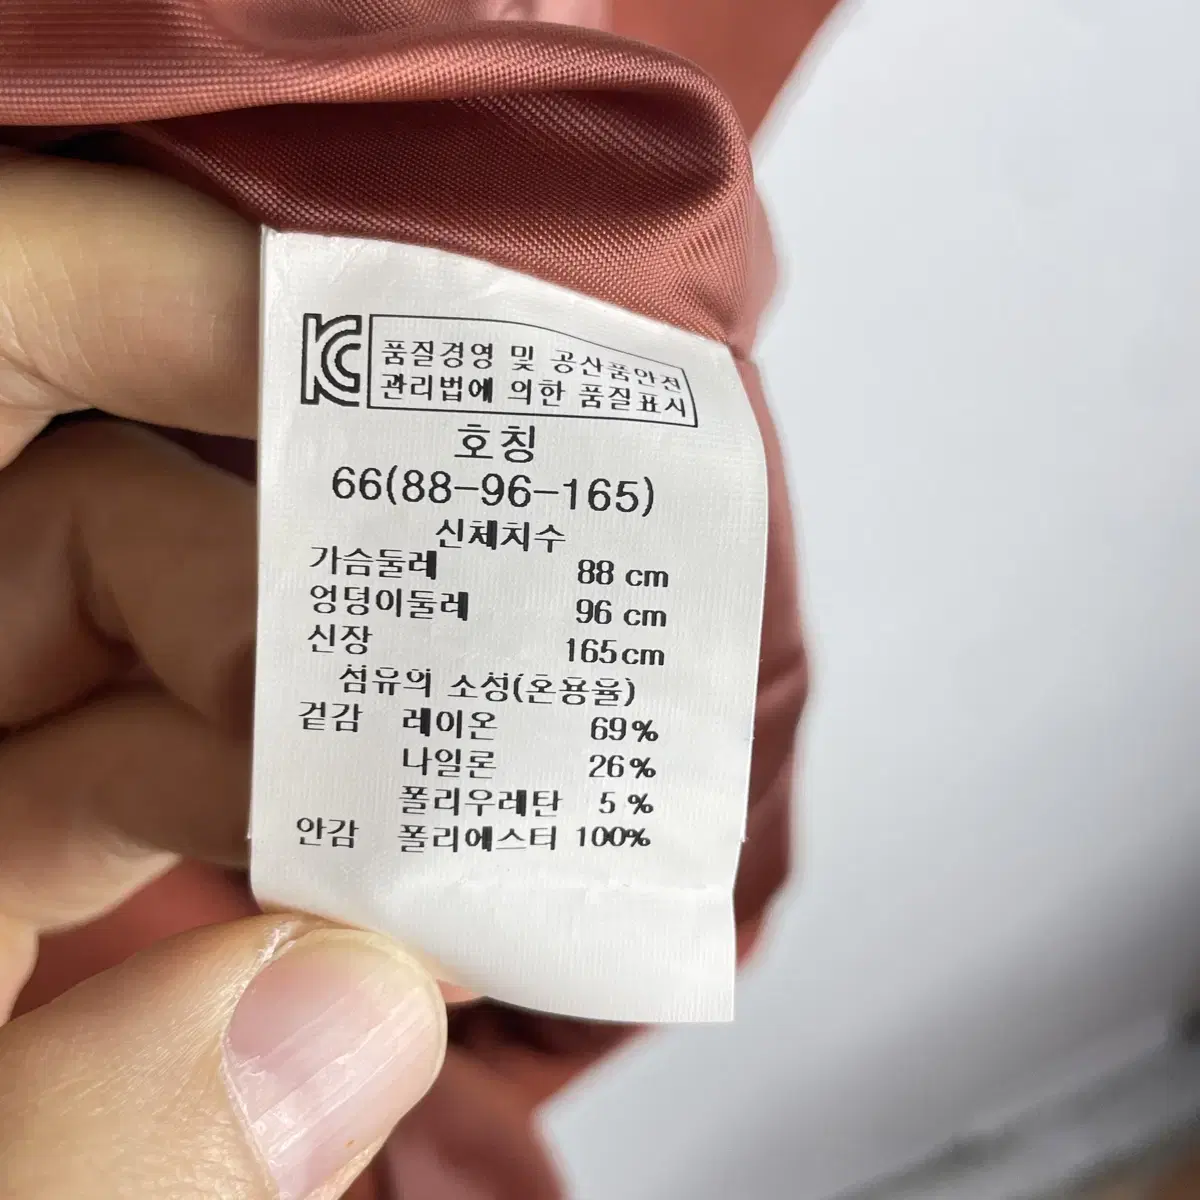 품질경영 및 공산품안전
관리법에 의한 품질표시
호칭
66(88-96-165)
신체치수
가슴둘레 88 cm
엉덩이둘레 96 cm
신장 165cm
섬유의 소성(혼용율)
겉감 레이온 69%
나일론 26%
폴리우레탄 5 %
안감 폴리에스터 100%